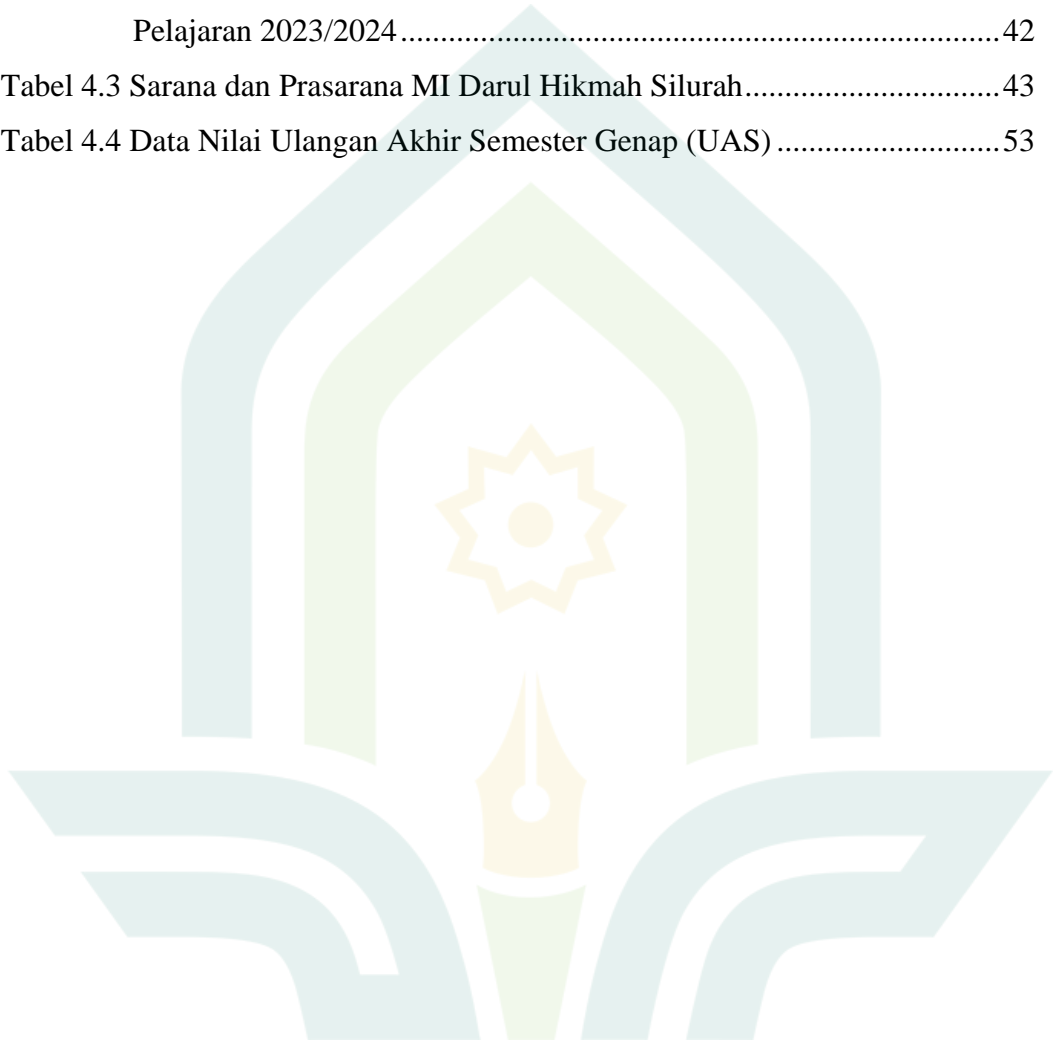 Pelajaran 2023/2024...........................................................................42
Tabel 4.3 Sarana dan Prasarana MI Darul Hikmah Silurah................................43
Tabel 4.4 Data Nilai Ulangan Akhir Semester Genap (UAS)............................53